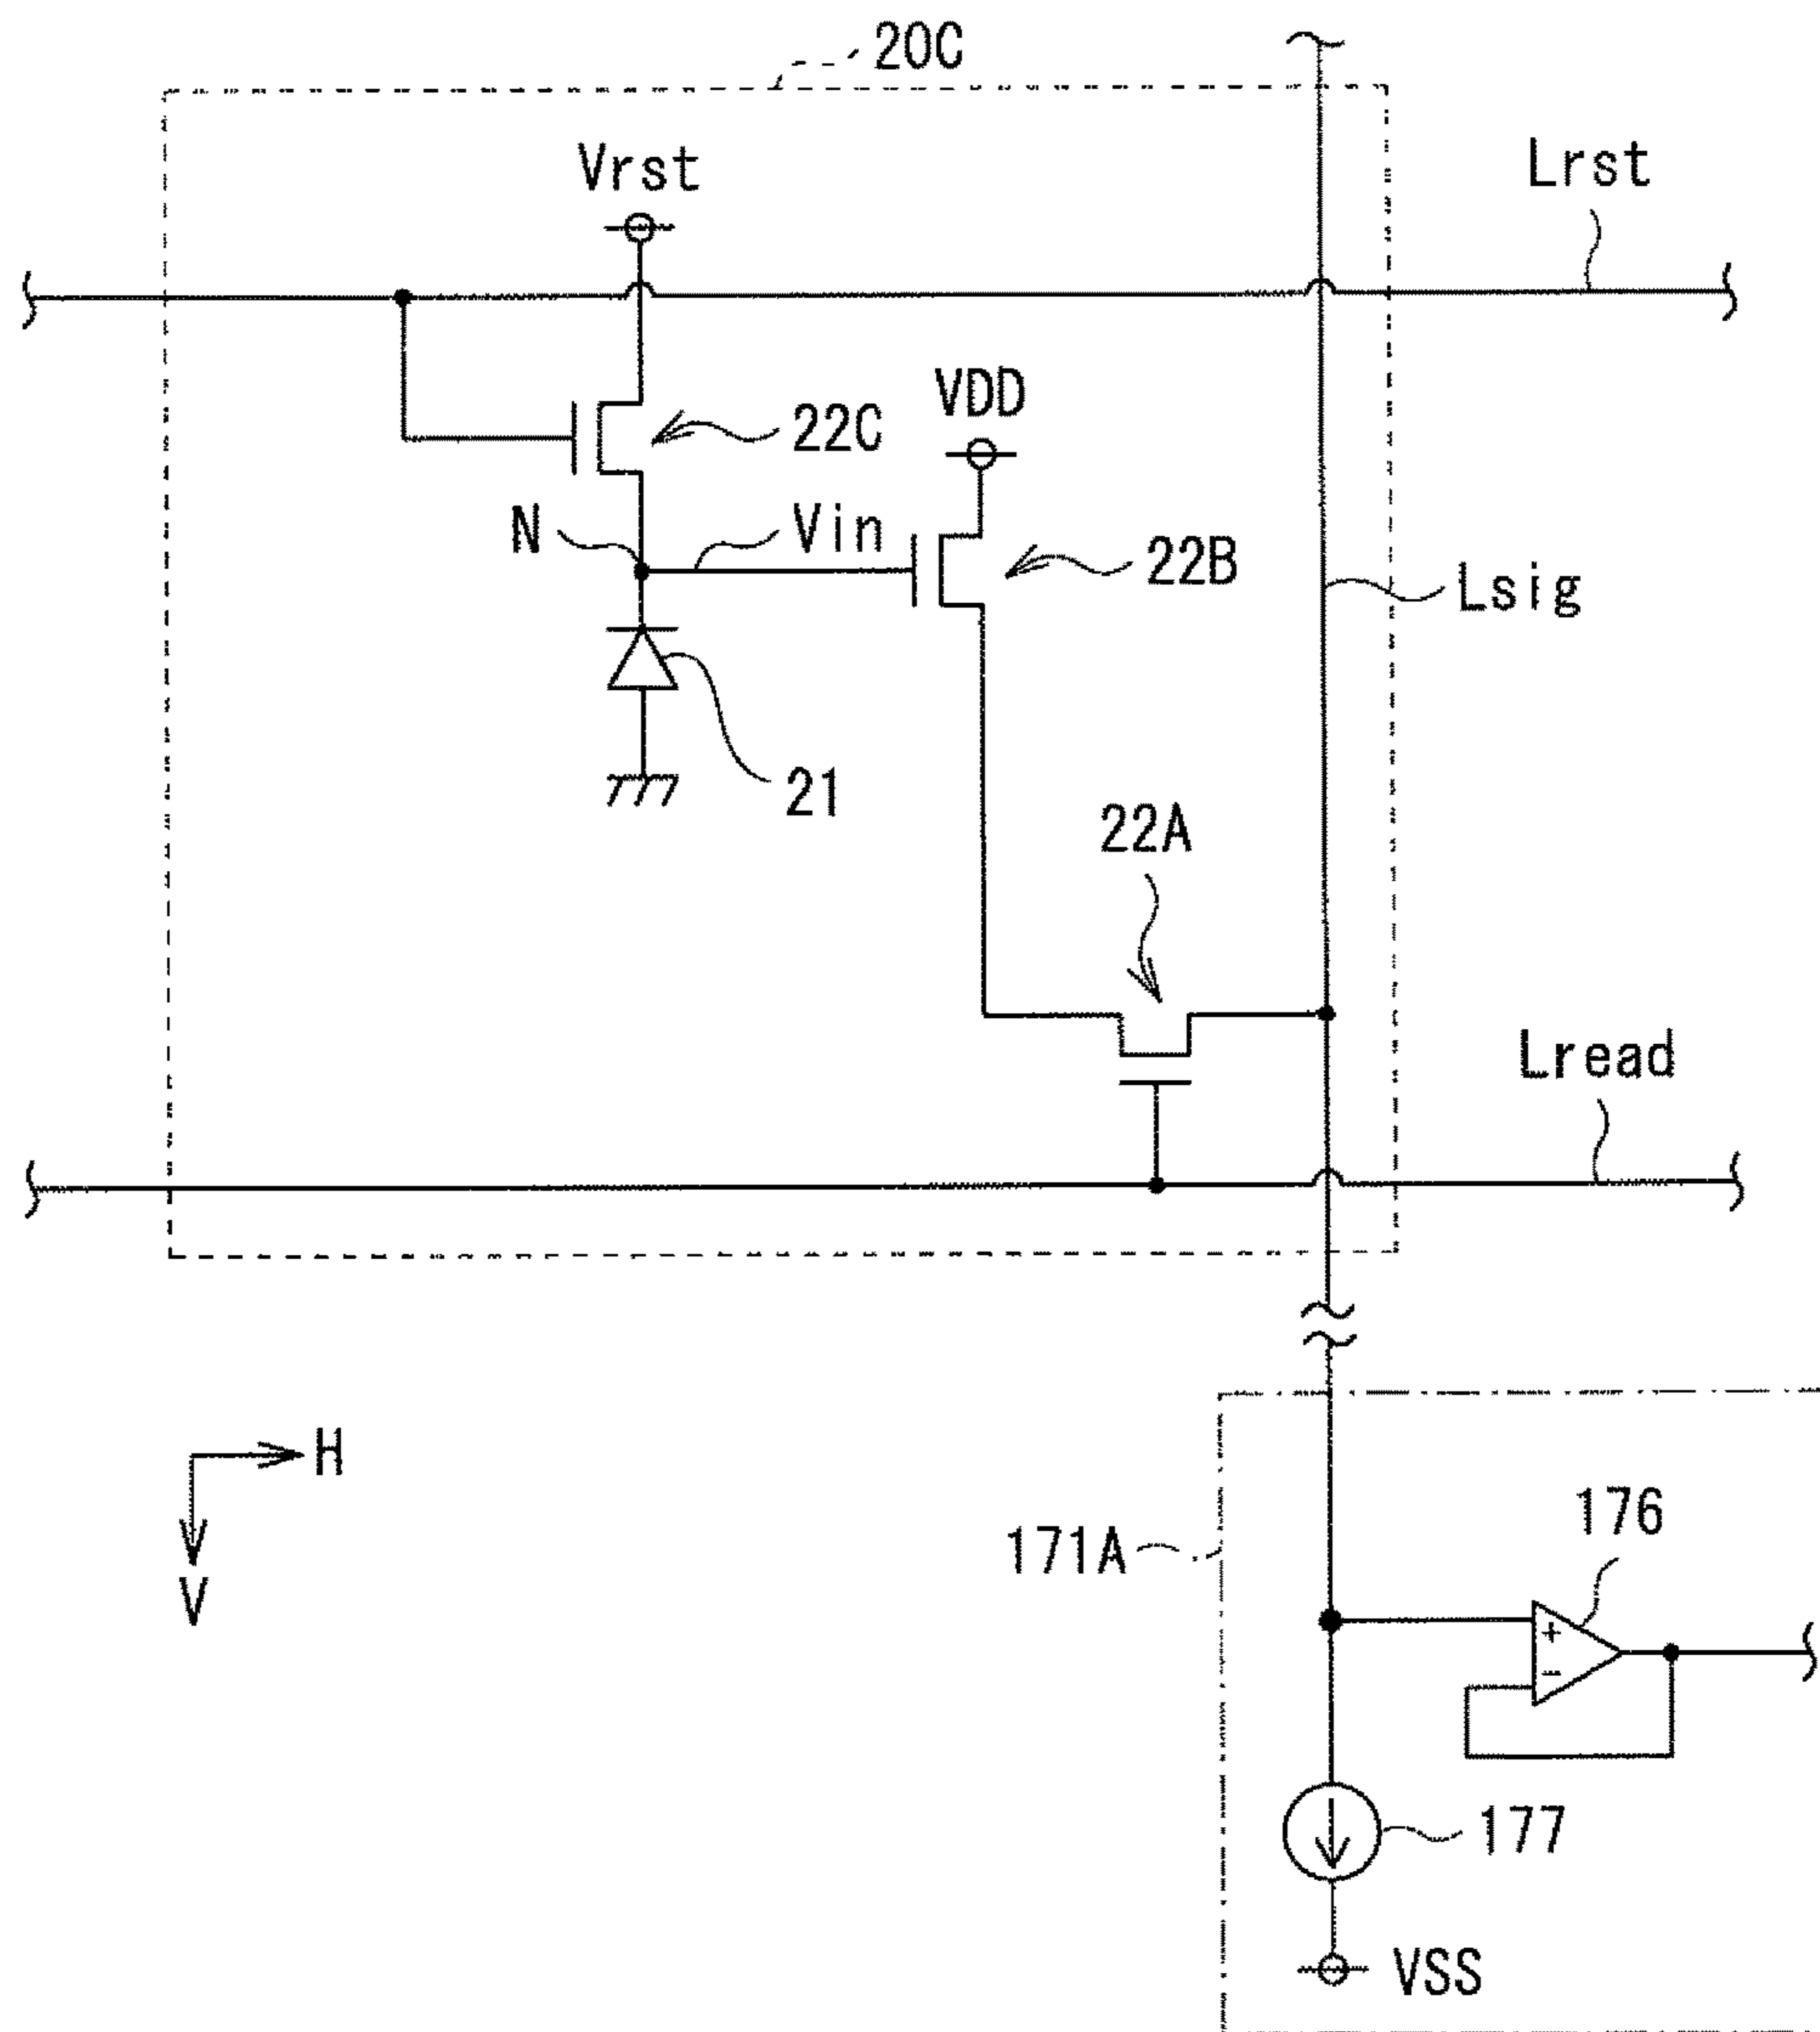 20C
Vrst
Lrst
VDD
22C
N
Vin
22B
Lsig
21
22A
Lread
H
V
171A
176
+
−
177
VSS